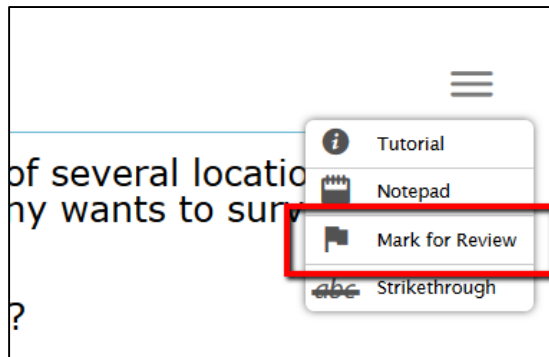 Tutorial
of several locatio
Notepad
ny wants to surv
Mark for Review
abc Strikethrough
?